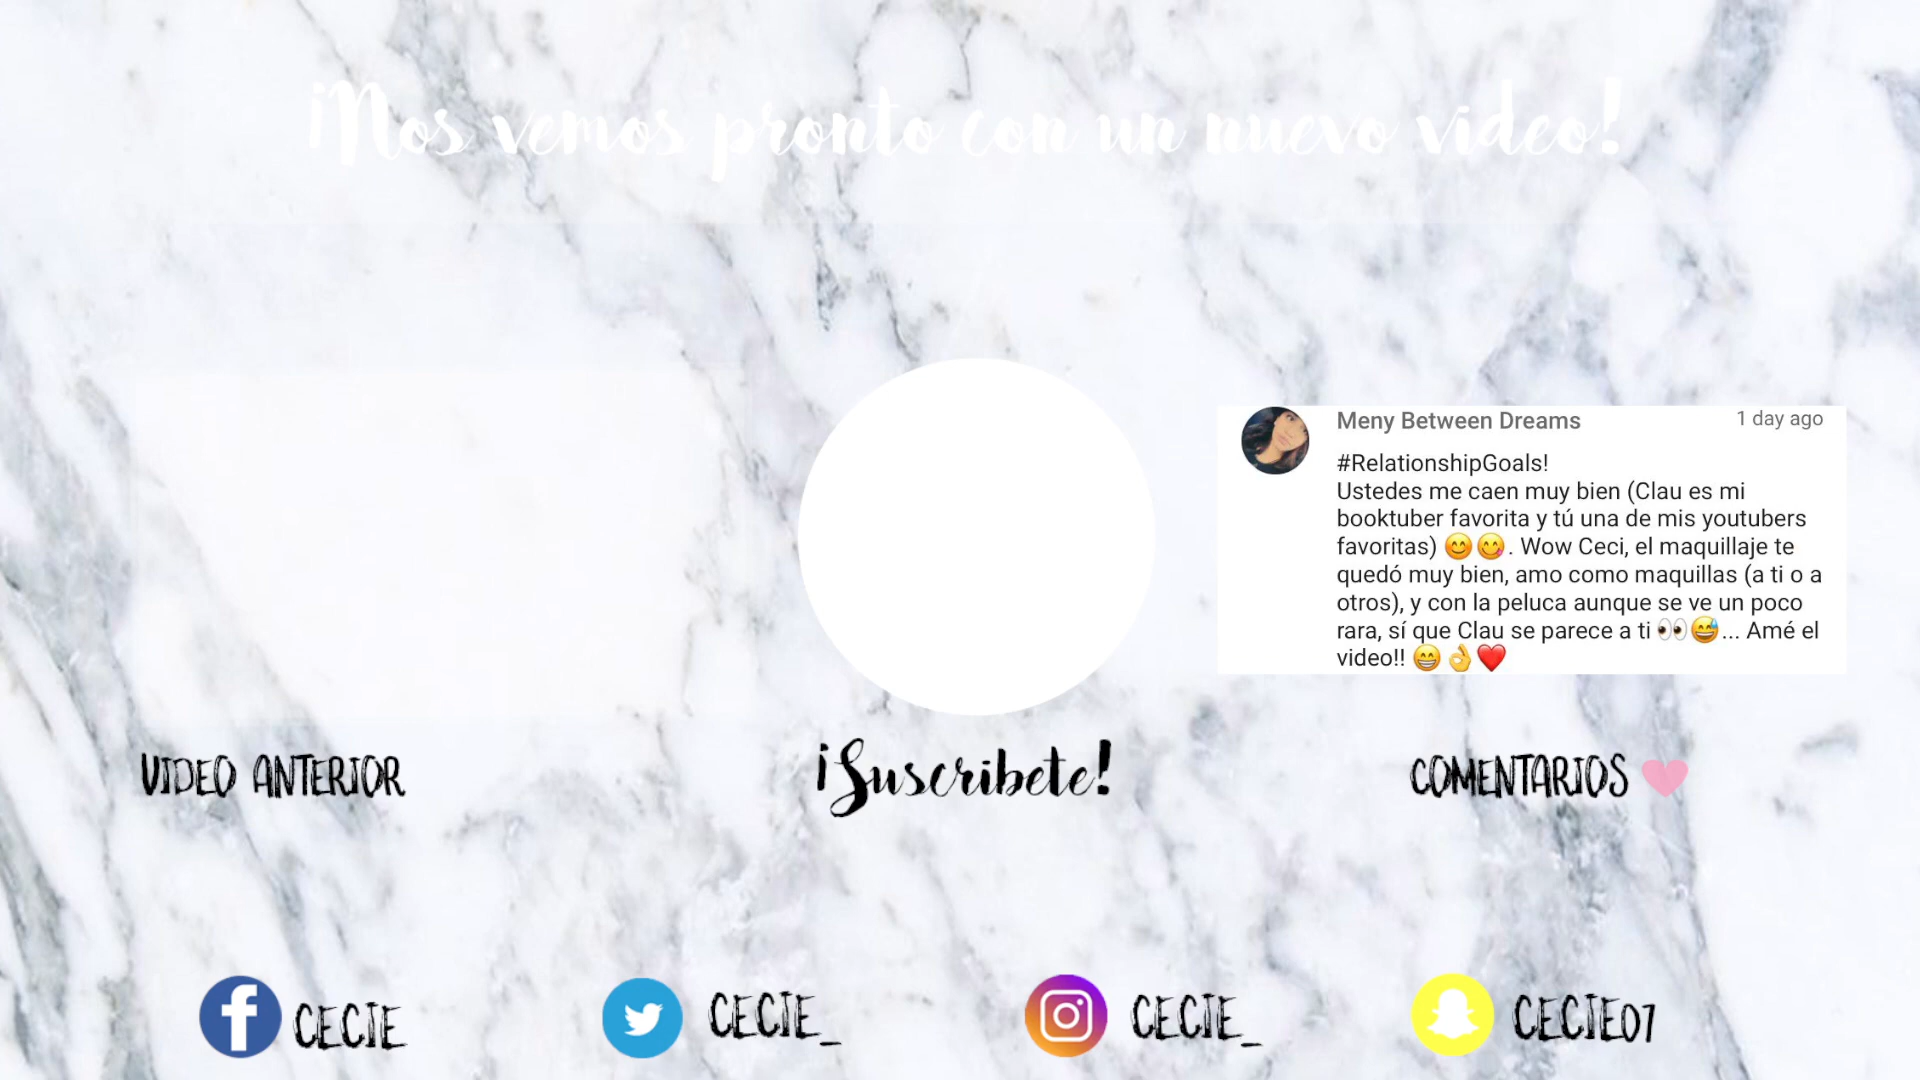 ¡Nos vemos pronto con un nuevo video!
Meny Between Dreams
1 day ago
#RelationshipGoals!
Ustedes me caen muy bien (Clau es mi
booktuber favorita y tú una de mis youtubers
favoritas) 😊😋. Wow Ceci, el maquillaje te
quedó muy bien, amo como maquillas (a ti o a
otros), y con la peluca aunque se ve un poco
rara, sí que Clau se parece a ti 👀😅... Amé el
video!! 😁👌❤️
VIDEO ANTERIOR
¡Suscribete!
COMENTARIOS
CECIE
CECIE_
CECIE_
CECIE07